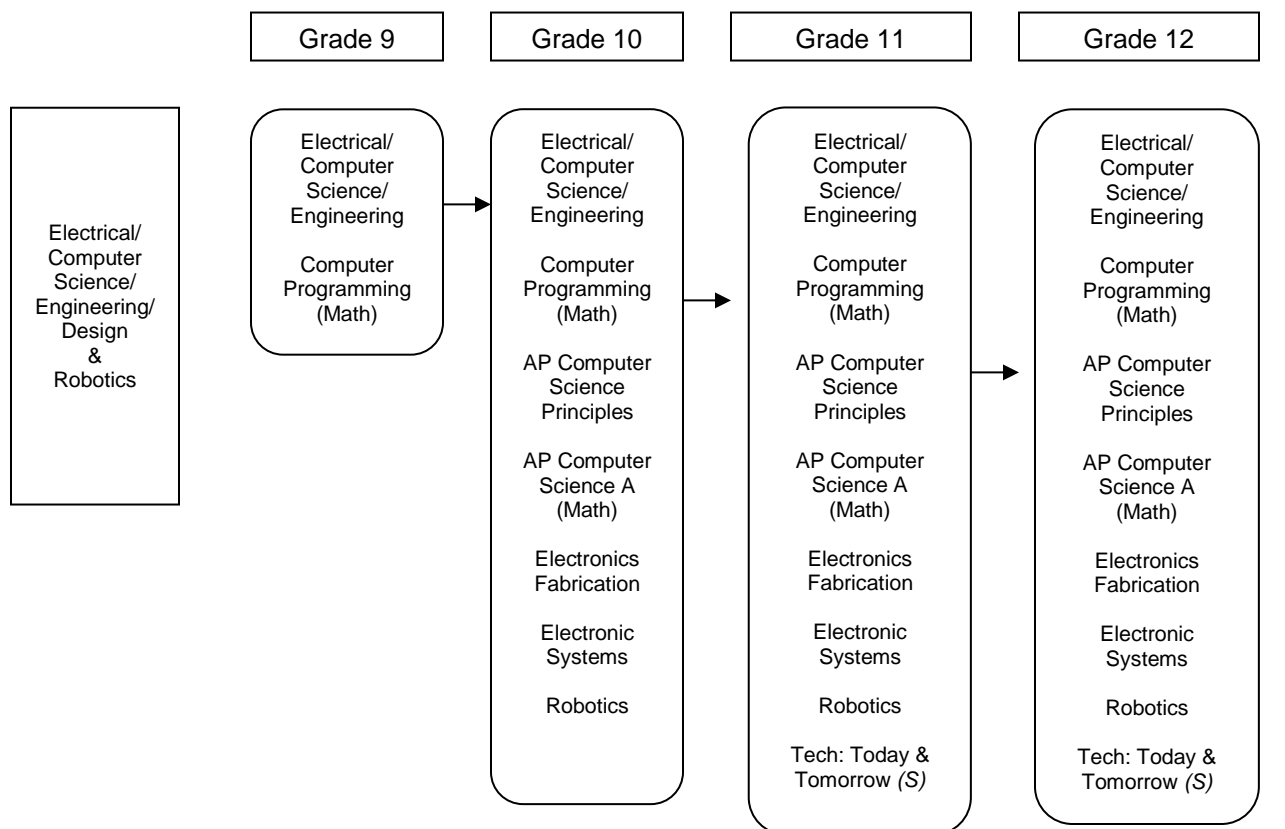 Grade 9
Grade 10
Grade 11
Grade 12
Electrical/
Computer
Science/
Engineering/
Design
&
Robotics
Electrical/
Computer
Science/
Engineering
Computer
Programming
(Math)
Electrical/
Computer
Science/
Engineering
Computer
Programming
(Math)
AP Computer
Science
Principles
AP Computer
Science A
(Math)
Electronics
Fabrication
Electronic
Systems
Robotics
Electrical/
Computer
Science/
Engineering
Computer
Programming
(Math)
AP Computer
Science
Principles
AP Computer
Science A
(Math)
Electronics
Fabrication
Electronic
Systems
Robotics
Tech: Today &
Tomorrow (S)
Electrical/
Computer
Science/
Engineering
Computer
Programming
(Math)
AP Computer
Science
Principles
AP Computer
Science A
(Math)
Electronics
Fabrication
Electronic
Systems
Robotics
Tech: Today &
Tomorrow (S)